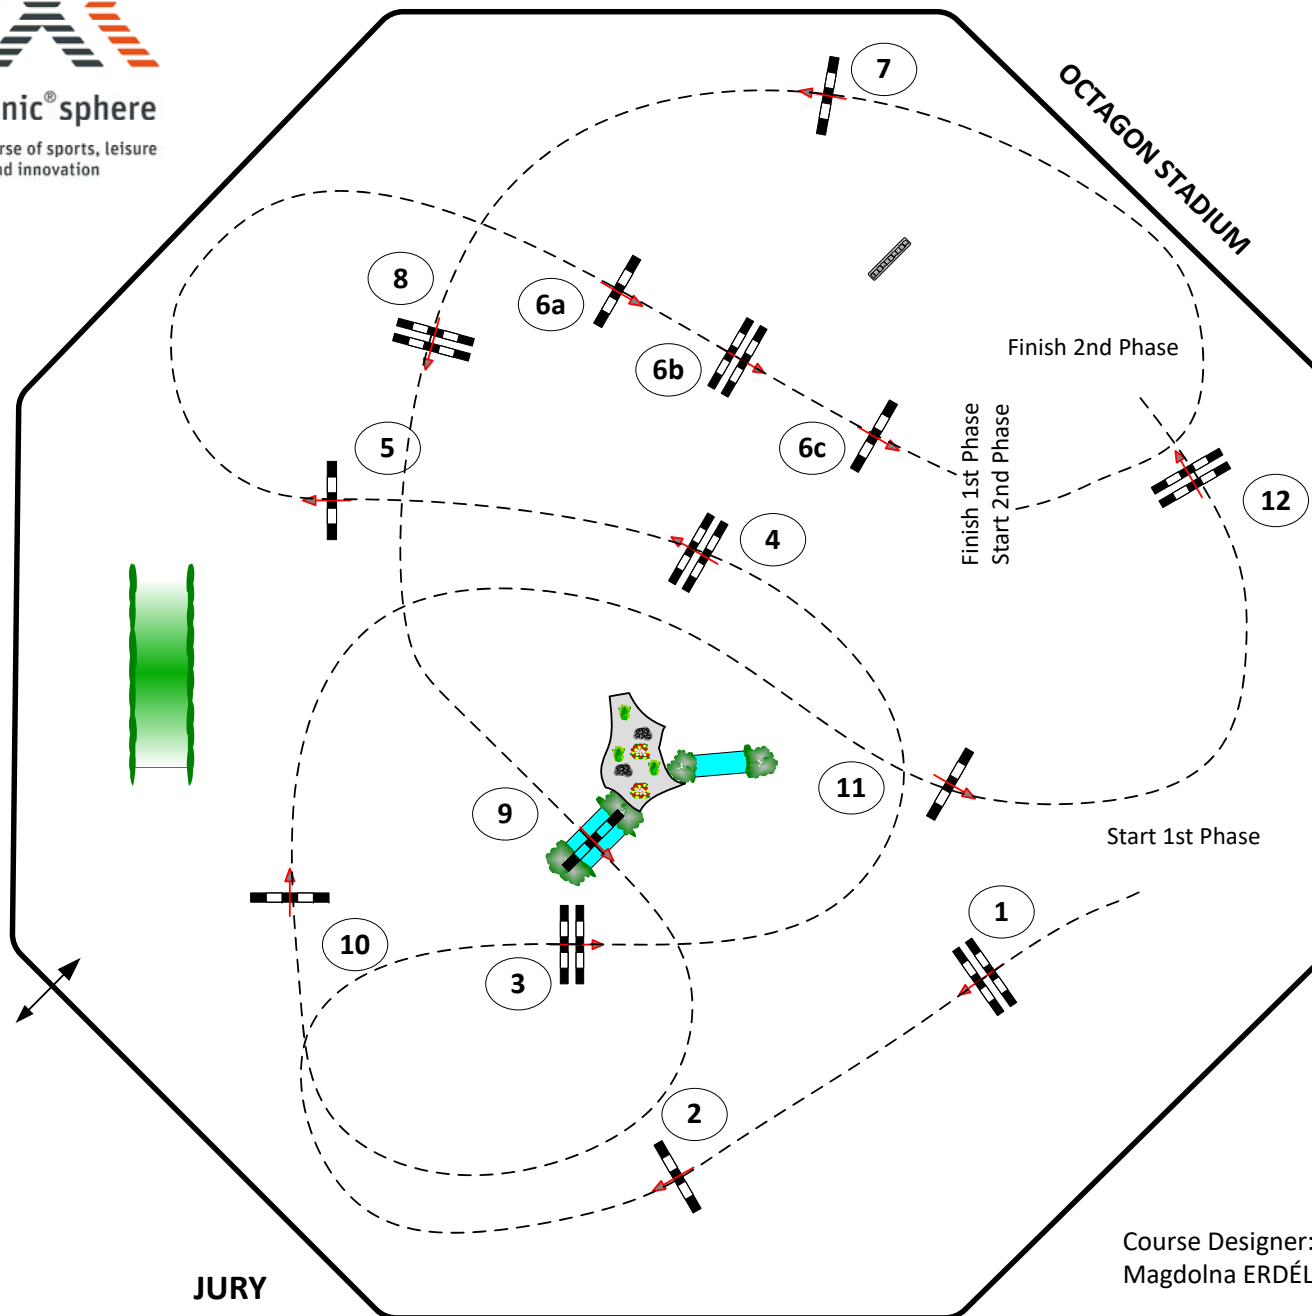 nic®sphere
rse of sports, leisure
nd innovation
OCTAGON STADIUM
7
8
6a
6b
6c
5
4
Finish 2nd Phase
Finish 1st Phase
Start 2nd Phase
12
11
9
Start 1st Phase
1
10
3
2
JURY
Course Designer:
Magdolna ERDÉL